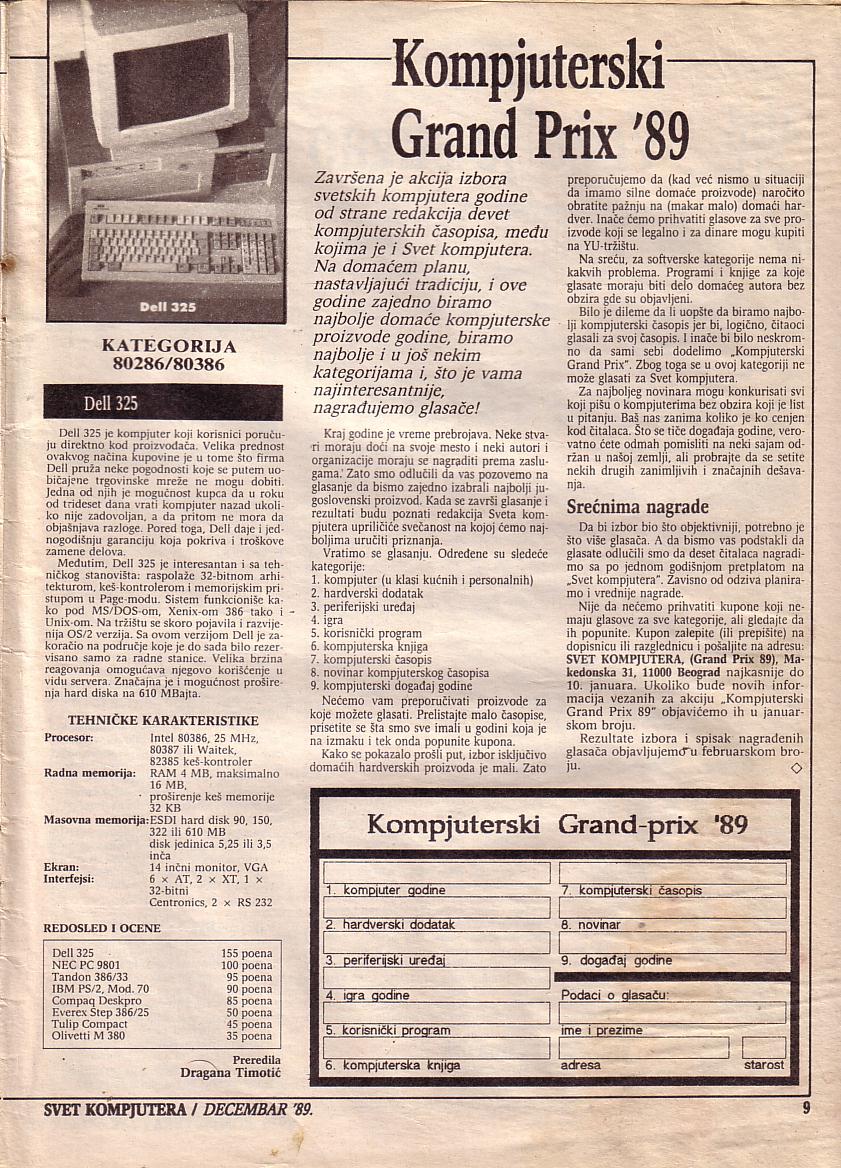 Dell 325
KATEGORIJA
80286/80386
Dell 325
Dell 325 je kompjuter koji korisnici poruču-
ju direktno kod proizvođača. Velika prednost
ovakvog načina kupovine je u tome što firma
Dell pruža neke pogodnosti koje se putem uo-
bičajene trgovinske mreže ne mogu dobiti.
Jedna od njih je mogućnost kupca da u roku
od trideset dana vrati kompjuter nazad ukoli-
ko nije zadovoljan, a da pritom ne mora da
objašnjava razloge. Pored toga, Dell daje i jed-
nogodišnju garanciju koja pokriva i troškove
zamene delova.
Međutim, Dell 325 je interesantan i sa teh-
ničkog stanovišta: raspolaže 32-bitnom arhi-
tekturom, keš-kontrolerom i memorijskim pri-
stupom u Page-modu. Sistem funkcioniše ka-
ko pod MS/DOS-om, Xenix-om 386 tako i
Unix-om. Na tržištu se skoro pojavila i razvije-
nija OS/2 verzija. Sa ovom verzijom Dell je za-
koračio na područje koje je do sada bilo rezer-
visano samo za radne stanice. Velika brzina
reagovanja omogućava njegovo korišćenje u
vidu servera. Značajna je i mogućnost prošire-
nja hard diska na 610 MBajta.
TEHNIČKE KARAKTERISTIKE
Procesor: Intel 80386, 25 MHz,
80387 ili Waitek,
82385 keš-kontroler
Radna memorija: RAM 4 MB, maksimalno
16 MB,
proširenje keš memorije
32 KB
Masovna memorija: ESDI hard disk 90, 150,
322 ili 610 MB
disk jedinica 5,25 ili 3,5
inča
Ekran: 14 inčni monitor, VGA
Interfejsi: 6 × AT, 2 × XT, 1 ×
32-bitni
Centronics, 2 × RS 232
REDOSLED I OCENE
Dell 325 155 poena
NEC PC 9801 100 poena
Tandon 386/33 95 poena
IBM PS/2, Mod. 70 90 poena
Compaq Deskpro 85 poena
Everex Step 386/25 50 poena
Tulip Compact 45 poena
Olivetti M 380 35 poena
Preredila
Dragana Timotić
Kompjuterski
Grand Prix '89
Završena je akcija izbora
svetskih kompjutera godine
od strane redakcija devet
kompjuterskih časopisa, među
kojima je i Svet kompjutera.
Na domaćem planu,
nastavljajući tradiciju, i ove
godine zajedno biramo
najbolje domaće kompjuterske
proizvode godine, biramo
najbolje i u još nekim
kategorijama i, što je vama
najinteresantnije,
nagrađujemo glasače!
Kraj godine je vreme prebrojava. Neke stva-
ri moraju doći na svoje mesto i neki autori i
organizacije moraju se nagraditi prema zaslu-
gama. Zato smo odlučili da vas pozovemo na
glasanje da bismo zajedno izabrali najbolji ju-
goslovenski proizvod. Kada se završi glasanje i
rezultati budu poznati redakcija Sveta kom-
pjutera upriličiće svečanost na kojoj ćemo naj-
boljima uručiti priznanja.
Vratimo se glasanju. Određene su sledeće
kategorije:
1. kompjuter (u klasi kućnih i personalnih)
2. hardverski dodatak
3. periferijski uređaj
4. igra
5. korisnički program
6. kompjuterska knjiga
7. kompjuterski časopis
8. novinar kompjuterskog časopisa
9. kompjuterski događaj godine
Nećemo vam preporučivati proizvode za
koje možete glasati. Prelistajte malo časopise,
prisetite se šta smo sve imali u godini koja je
na izmaku i tek onda popunite kupona.
Kako se pokazalo prošli put, izbor isključivo
domaćih hardverskih proizvoda je mali. Zato
preporučujemo da (kad već nismo u situaciji
da imamo silne domaće proizvode) naročito
obratite pažnju na (makar malo) domaći har-
dver. Inače ćemo prihvatiti glasove za sve pro-
izvode koji se legalno i za dinare mogu kupiti
na YU-tržištu.
Na sreću, za softverske kategorije nema ni-
kakvih problema. Programi i knjige za koje
glasate moraju biti delo domaćeg autora bez
obzira gde su objavljeni.
Bilo je dileme da li uopšte da biramo najbo-
lji kompjuterski časopis jer bi, logično, čitaoci
glasali za svoj časopis. I inače bi bilo neskrom-
no da sami sebi dodelimo „Kompjuterski
Grand Prix“. Zbog toga se u ovoj kategoriji ne
može glasati za Svet kompjutera.
Za najboljeg novinara mogu konkurisati svi
koji pišu o kompjuterima bez obzira koji je list
u pitanju. Baš nas zanima koliko je ko cenjen
kod čitalaca. Što se tiče događaja godine, vero-
vatno ćete odmah pomisliti na neki sajam od-
ržan u našoj zemlji, ali probrajte da se setite
nekih drugih zanimljivih i značajnih dešava-
nja.
Srećnima nagrade
Da bi izbor bio što objektivniji, potrebno je
što više glasača. A da bismo vas podstakli da
glasate odlučili smo da deset čitalaca nagradi-
mo sa po jednom godišnjom pretplatom na
„Svet kompjutera“. Zavisno od odziva planira-
mo i vrednije nagrade.
Nije da nećemo prihvatiti kupone koji ne-
maju glasove za sve kategorije, ali gledajte da
ih popunite. Kupon zalepite (ili prepišite) na
dopisnicu ili razglednicu i pošaljite na adresu:
SVET KOMPJUTERA, (Grand Prix 89), Ma-
kedonska 31, 11000 Beograd najkasnije do
10. januara. Ukoliko bude novih infor-
macija vezanih za akciju „Kompjuterski
Grand Prix 89“ objavićemo ih u januar-
skom broju.
Rezultate izbora i spisak nagrađenih
glasača objavljujemo u februarskom bro-
ju.
Kompjuterski Grand-prix '89
1. kompjuter godine
2. hardverski dodatak
3. periferijski uređaj
4. igra godine
5. korisnički program
6. kompjuterska knjiga
7. kompjuterski časopis
8. novinar
9. događaj godine
Podaci o glasaču:
ime i prezime
adresa starost
SVET KOMPJUTERA / DECEMBAR '89. 9